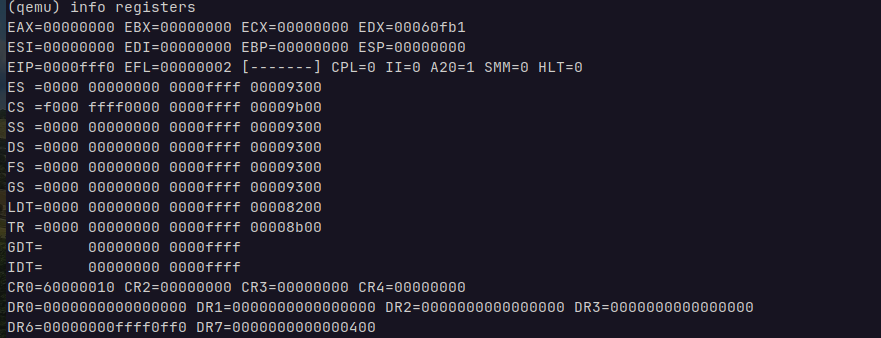 (qemu) info registers
EAX=00000000 EBX=00000000 ECX=00000000 EDX=00060fb1
ESI=00000000 EDI=00000000 EBP=00000000 ESP=00000000
EIP=0000fff0 EFL=00000002 [-------] CPL=0 II=0 A20=1 SMM=0 HLT=0
ES =0000 00000000 0000ffff 00009300
CS =f000 ffff0000 0000ffff 00009b00
SS =0000 00000000 0000ffff 00009300
DS =0000 00000000 0000ffff 00009300
FS =0000 00000000 0000ffff 00009300
GS =0000 00000000 0000ffff 00009300
LDT=0000 00000000 0000ffff 00008200
TR =0000 00000000 0000ffff 00008b00
GDT=     00000000 0000ffff
IDT=     00000000 0000ffff
CR0=60000010 CR2=00000000 CR3=00000000 CR4=00000000
DR0=0000000000000000 DR1=0000000000000000 DR2=0000000000000000 DR3=0000000000000000
DR6=00000000ffff0ff0 DR7=0000000000000400